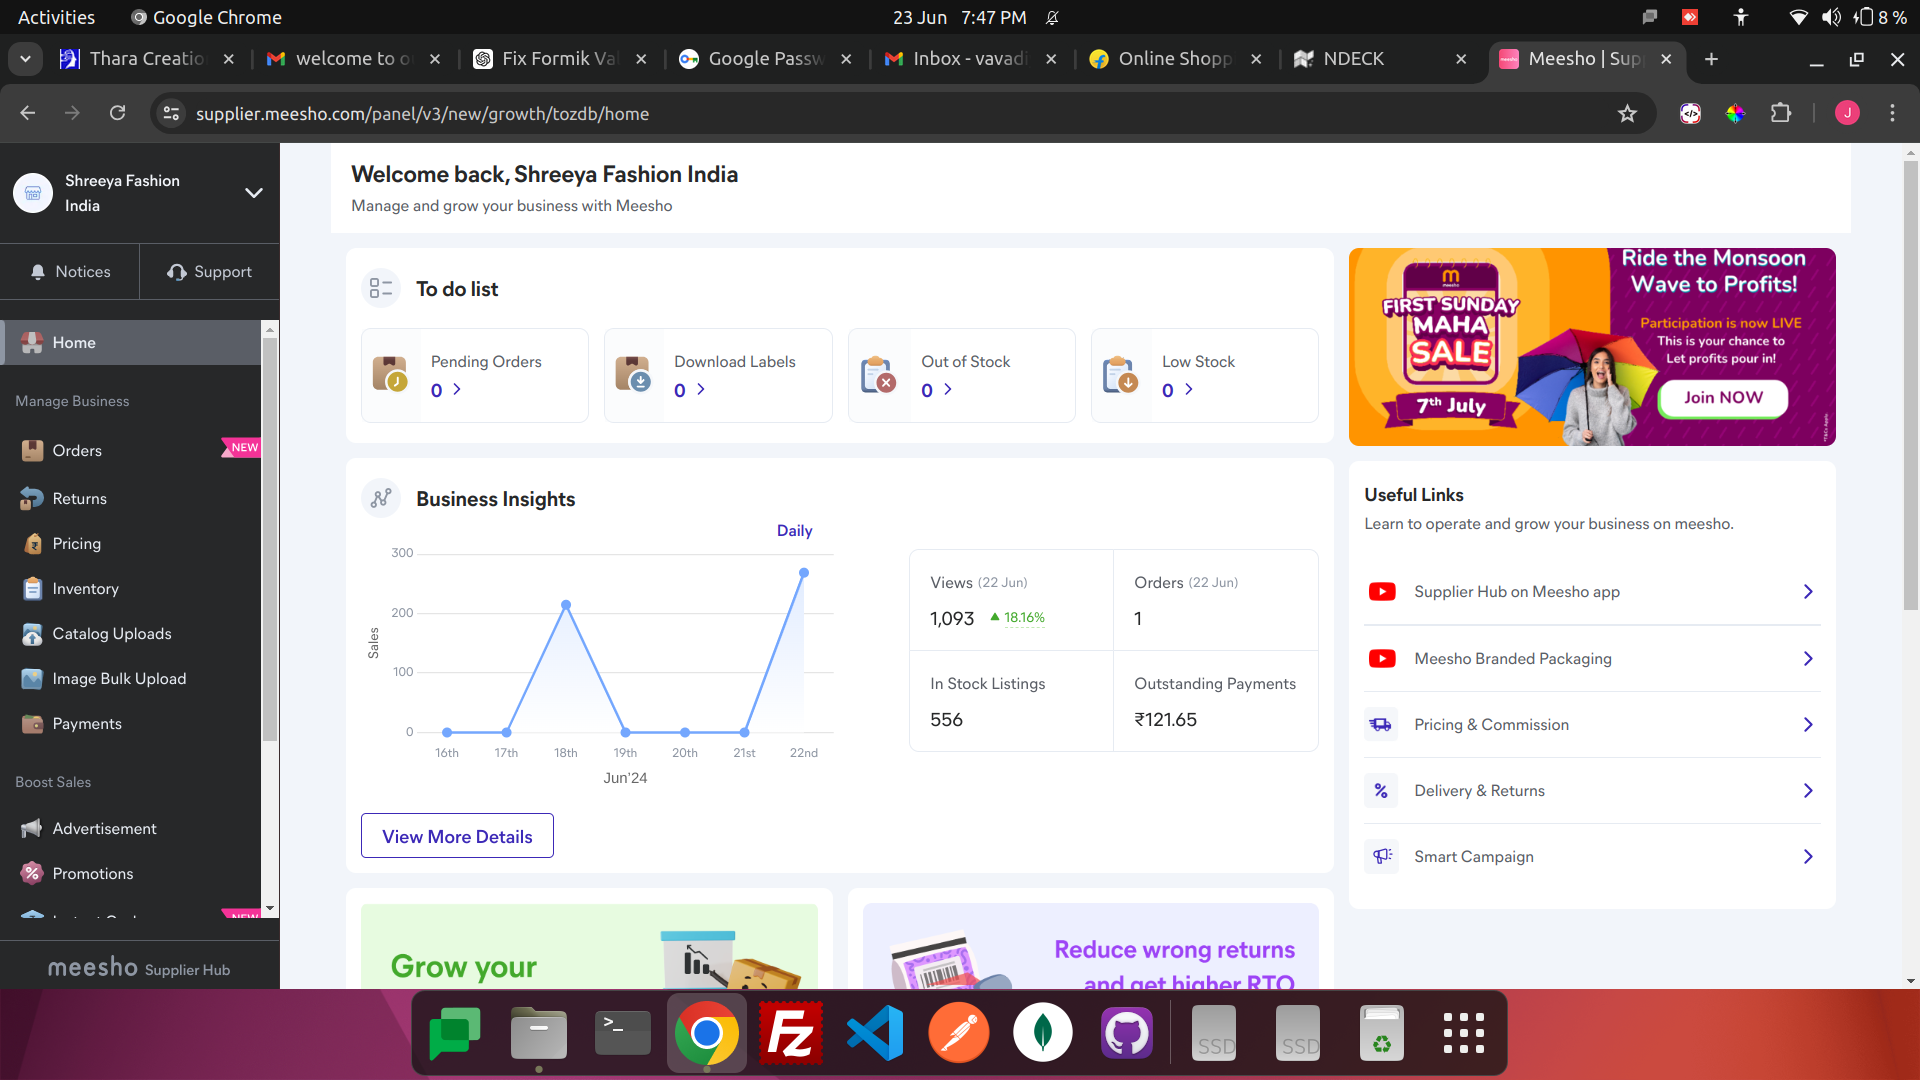 Activities
Google Chrome
23 Jun 7:47 PM
8 %
Thara Creatio
welcome to o
Fix Formik Val
Google Passw
Inbox - vavadi
Online Shopp
NDECK
Meesho | Sup
supplier.meesho.com/panel/v3/new/growth/tozdb/home
J
Shreeya Fashion
India
Notices
Support
Home
Manage Business
Orders
NEW
Returns
Pricing
Inventory
Catalog Uploads
Image Bulk Upload
Payments
Boost Sales
Advertisement
Promotions
NEW
meesho Supplier Hub
Welcome back, Shreeya Fashion India
Manage and grow your business with Meesho
To do list
Pending Orders
0
Download Labels
0
Out of Stock
0
Low Stock
0
Business Insights
Daily
300
200
100
0
Sales
16th 17th 18th 19th 20th 21st 22nd
Jun'24
Views (22 Jun)
1,093 18.16%
Orders (22 Jun)
1
In Stock Listings
556
Outstanding Payments
₹121.65
View More Details
Grow your
Reduce wrong returns
and get higher RTO
meesho
FIRST SUNDAY
MAHA
SALE
7th July
Ride the Monsoon
Wave to Profits!
Participation is now LIVE
This is your chance to
Let profits pour in!
Join NOW
Useful Links
Learn to operate and grow your business on meesho.
Supplier Hub on Meesho app
Meesho Branded Packaging
Pricing & Commission
Delivery & Returns
Smart Campaign
>_
Fz
SSD
SSD